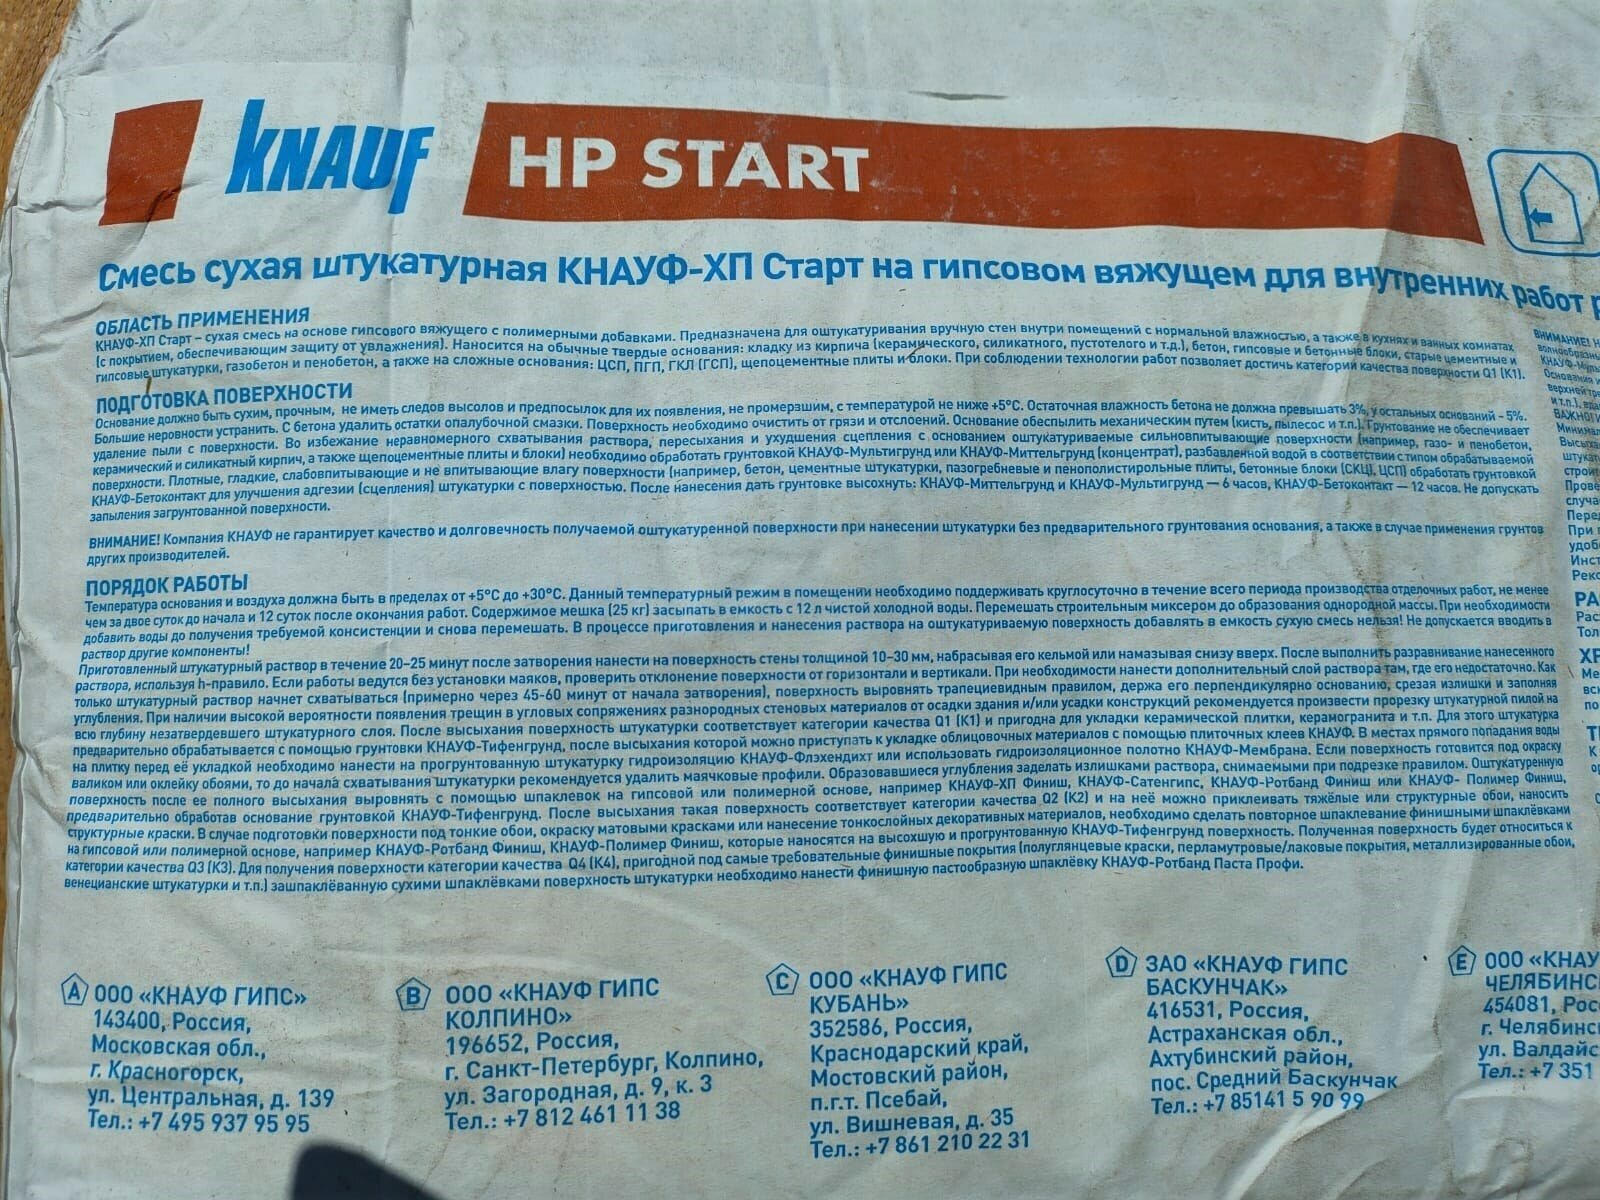 KNAUF HP START
Смесь сухая штукатурная КНАУФ-ХП Старт на гипсовом вяжущем для внутренних работ
ОБЛАСТЬ ПРИМЕНЕНИЯ
КНАУФ-ХП Старт – сухая смесь на основе гипсового вяжущего с полимерными добавками. Предназначена для оштукатуривания вручную стен внутри помещений с нормальной влажностью, а также в кухнях и ванных комнатах
(с покрытием, обеспечивающим защиту от увлажнения). Наносится на обычные твердые основания: кладку из кирпича (керамического, силикатного, пустотелого и т.д.), бетон, гипсовые и бетонные блоки, старые цементные и
гипсовые штукатурки, газобетон и пенобетон, а также на сложные основания: ЦСП, ПГП, ГКЛ (ГСП), щепоцементные плиты и блоки. При соблюдении технологии работ позволяет достичь категорий качества поверхности Q1 (К1).
ПОДГОТОВКА ПОВЕРХНОСТИ
Основание должно быть сухим, прочным, не иметь следов высолов и предпосылок для их появления, не промерзшим, с температурой не ниже +5°С. Остаточная влажность бетона не должна превышать 3%, у остальных оснований - 5%.
Большие неровности устранить. С бетона удалить остатки опалубочной смазки. Поверхность необходимо очистить от грязи и отслоений. Основание обеспылить механическим путем (кисть, пылесос и т.п.). Грунтование не обеспечивает
удаление пыли с поверхности. Во избежание неравномерного схватывания раствора, пересыхания и ухудшения сцепления с основанием оштукатуриваемые сильновпитывающие поверхности (например, газо- и пенобетон,
керамический и силикатный кирпич, а также щепоцементные плиты и блоки) необходимо обработать грунтовкой КНАУФ-Мультигрунд или КНАУФ-Миттельгрунд (концентрат), разбавленной водой в соответствии с типом обрабатываемой
поверхности. Плотные, гладкие, слабовпитывающие и не впитывающие влагу поверхности (например, бетон, цементные штукатурки, пазогребневые и пенополистирольные плиты, бетонные блоки (СКЦ), ЦСП) обработать грунтовкой
КНАУФ-Бетоконтакт для улучшения адгезии (сцепления) штукатурки с поверхностью. После нанесения дать грунтовке высохнуть: КНАУФ-Миттельгрунд и КНАУФ-Мультигрунд — 6 часов, КНАУФ-Бетоконтакт — 12 часов. Не допускать
запыления загрунтованной поверхности.
ВНИМАНИЕ! Компания КНАУФ не гарантирует качество и долговечность получаемой оштукатуренной поверхности при нанесении штукатурки без предварительного грунтования основания, а также в случае применения грунтов
других производителей.
ПОРЯДОК РАБОТЫ
Температура основания и воздуха должна быть в пределах от +5°С до +30°С. Данный температурный режим в помещении необходимо поддерживать круглосуточно в течение всего периода производства отделочных работ, не менее
чем за двое суток до начала и 12 суток после окончания работ. Содержимое мешка (25 кг) засыпать в емкость с 12 л чистой холодной воды. Перемешать строительным миксером до образования однородной массы. При необходимости
добавить воды до получения требуемой консистенции и снова перемешать. В процессе приготовления и нанесения раствора на оштукатуриваемую поверхность добавлять в емкость сухую смесь нельзя! Не допускается вводить в
раствор другие компоненты!
Приготовленный штукатурный раствор в течение 20–25 минут после затворения нанести на поверхность стены толщиной 10–30 мм, набрасывая его кельмой или намазывая снизу вверх. После выполнить разравнивание нанесенного
раствора, используя h-правило. Если работы ведутся без установки маяков, проверить отклонение поверхности от горизонтали и вертикали. При необходимости нанести дополнительный слой раствора там, где его недостаточно. Как
только штукатурный раствор начнет схватываться (примерно через 45-60 минут от начала затворения), поверхность выровнять трапециевидным правилом, держа его перпендикулярно основанию, срезая излишки и заполняя
углубления. При наличии высокой вероятности появления трещин в угловых сопряжениях разнородных стеновых материалов от осадки здания и/или усадки конструкций рекомендуется произвести прорезку штукатурной пилой на
всю глубину незатвердевшего штукатурного слоя. После высыхания поверхность штукатурки соответствует категории качества Q1 (К1) и пригодна для укладки керамической плитки, керамогранита и т.п. Для этого штукатурка
предварительно обрабатывается с помощью грунтовки КНАУФ-Тифенгрунд, после высыхания которой можно приступать к укладке облицовочных материалов с помощью плиточных клеев КНАУФ. В местах прямого попадания воды
на плитку перед её укладкой необходимо нанести на прогрунтованную штукатурку гидроизоляцию КНАУФ-Флэхендихт или использовать гидроизоляционное полотно КНАУФ-Мембрана. Если поверхность готовится под окраску
валиком или оклейку обоями, то до начала схватывания штукатурки рекомендуется удалить маячковые профили. Образовавшиеся углубления заделать излишками раствора, снимаемыми при подрезке правилом. Оштукатуренную
поверхность после ее полного высыхания выровнять с помощью шпаклевок на гипсовой или полимерной основе, например КНАУФ-ХП Финиш, КНАУФ-Сатенгипс, КНАУФ-Ротбанд Финиш или КНАУФ- Полимер Финиш,
предварительно обработав основание грунтовкой КНАУФ-Тифенгрунд. После высыхания такая поверхность соответствует категории качества Q2 (К2) и на неё можно приклеивать тяжёлые или структурные обои, наносить
структурные краски. В случае подготовки поверхности под тонкие обои, окраску матовыми красками или нанесение тонкослойных декоративных материалов, необходимо сделать повторное шпаклевание финишными шпаклёвками
на гипсовой или полимерной основе, например КНАУФ-Ротбанд Финиш, КНАУФ-Полимер Финиш, которые наносятся на высохшую и прогрунтованную КНАУФ-Тифенгрунд поверхность. Полученная поверхность будет относиться к
категории качества Q3 (К3). Для получения поверхности категории качества Q4 (К4), пригодной под самые требовательные финишные покрытия (полуглянцевые краски, перламутровые/лаковые покрытия, металлизированные обои,
венецианские штукатурки и т.п.) зашпаклёванную сухими шпаклёвками поверхность штукатурки необходимо нанести финишную пастообразную шпаклёвку КНАУФ-Ротбанд Паста Профи.
A ООО «КНАУФ ГИПС»
143400, Россия,
Московская обл.,
г. Красногорск,
ул. Центральная, д. 139
Тел.: +7 495 937 95 95
B ООО «КНАУФ ГИПС
КОЛПИНО»
196652, Россия,
г. Санкт-Петербург, Колпино,
ул. Загородная, д. 9, к. 3
Тел.: +7 812 461 11 38
C ООО «КНАУФ ГИПС
КУБАНЬ»
352586, Россия,
Краснодарский край,
Мостовский район,
п.г.т. Псебай,
ул. Вишневая, д. 35
Тел.: +7 861 210 22 31
D ЗАО «КНАУФ ГИПС
БАСКУНЧАК»
416531, Россия,
Астраханская обл.,
Ахтубинский район,
пос. Средний Баскунчак
Тел.: +7 85141 5 90 99
E ООО «КНАУ
ЧЕЛЯБИНС
454081, Рос
г. Челябинс
ул. Валдайс
Тел.: +7 351